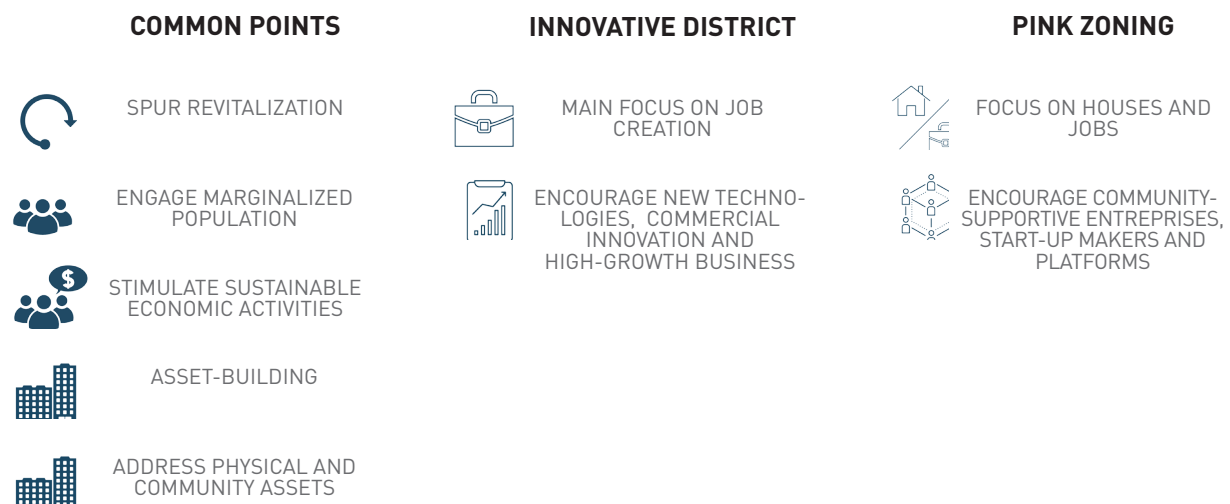 COMMON POINTS
SPUR REVITALIZATION
ENGAGE MARGINALIZED
POPULATION
$
STIMULATE SUSTAINABLE
ECONOMIC ACTIVITIES
ASSET-BUILDING
ADDRESS PHYSICAL AND
COMMUNITY ASSETS
INNOVATIVE DISTRICT
MAIN FOCUS ON JOB
CREATION
ENCOURAGE NEW TECHNO-
LOGIES, COMMERCIAL
INNOVATION AND
HIGH-GROWTH BUSINESS
PINK ZONING
FOCUS ON HOUSES AND
JOBS
ENCOURAGE COMMUNITY-
SUPPORTIVE ENTREPRISES,
START-UP MAKERS AND
PLATFORMS